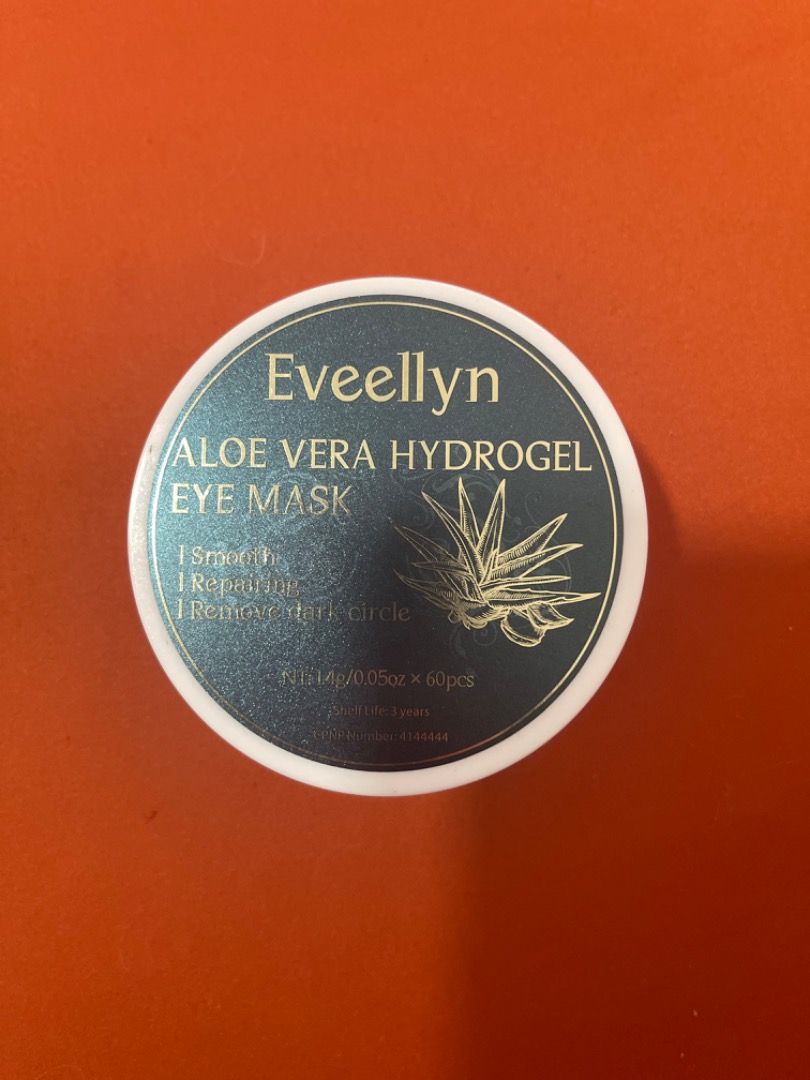 Eveellyn
ALOE VERA HYDROGEL
EYE MASK
| Smooth
| Repairing
| Remove dark circle
NT: 1.4g/0.05oz × 60pcs
Shelf Life: 3 years
CPNP Number: 4144444